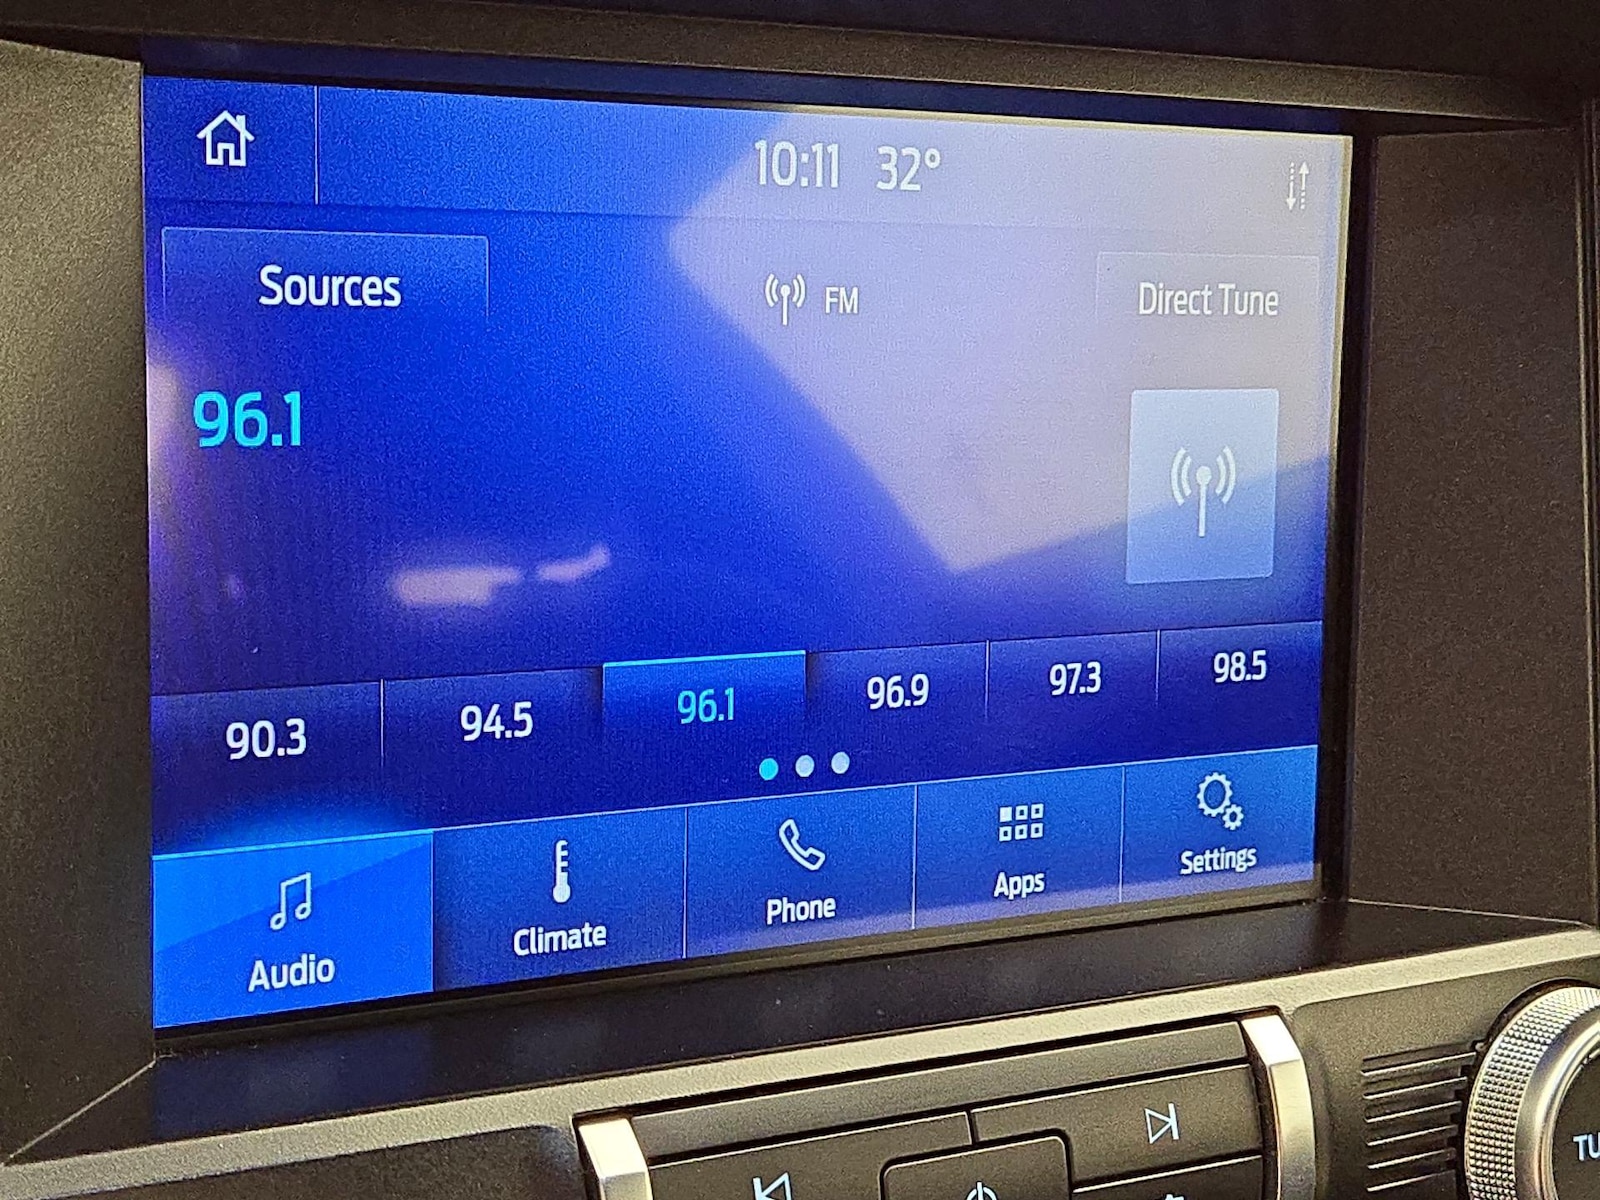 10:11 32°
Sources
FM
Direct Tune
96.1
90.3 94.5 96.1 96.9 97.3 98.5
Audio Climate Phone Apps Settings
TU